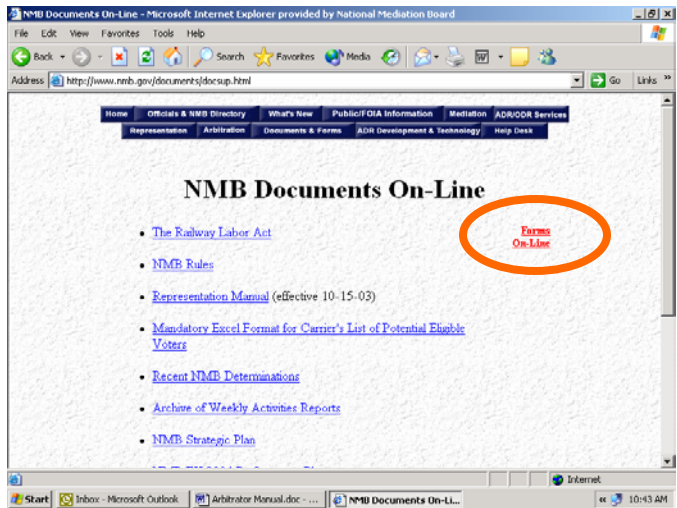 NMB Documents On-Line - Microsoft Internet Explorer provided by National Mediation Board
File Edit View Favorites Tools Help
Back Search Favorites Media
Address http://www.nmb.gov/documents/docsup.html Go Links »
Home Officials & NMB Directory What's New Public/FOIA Information Mediation ADR/ODR Services
Representation Arbitration Documents & Forms ADR Development & Technology Help Desk
NMB Documents On-Line
• The Railway Labor Act
Forms
On-Line
• NMB Rules
• Representation Manual (effective 10-15-03)
• Mandatory Excel Format for Carrier's List of Potential Eligible
Voters
• Recent NMB Determinations
• Archive of Weekly Activities Reports
• NMB Strategic Plan
Internet
Start Inbox - Microsoft Outlook Arbitrator Manual.doc - ... NMB Documents On-Li... « 10:43 AM